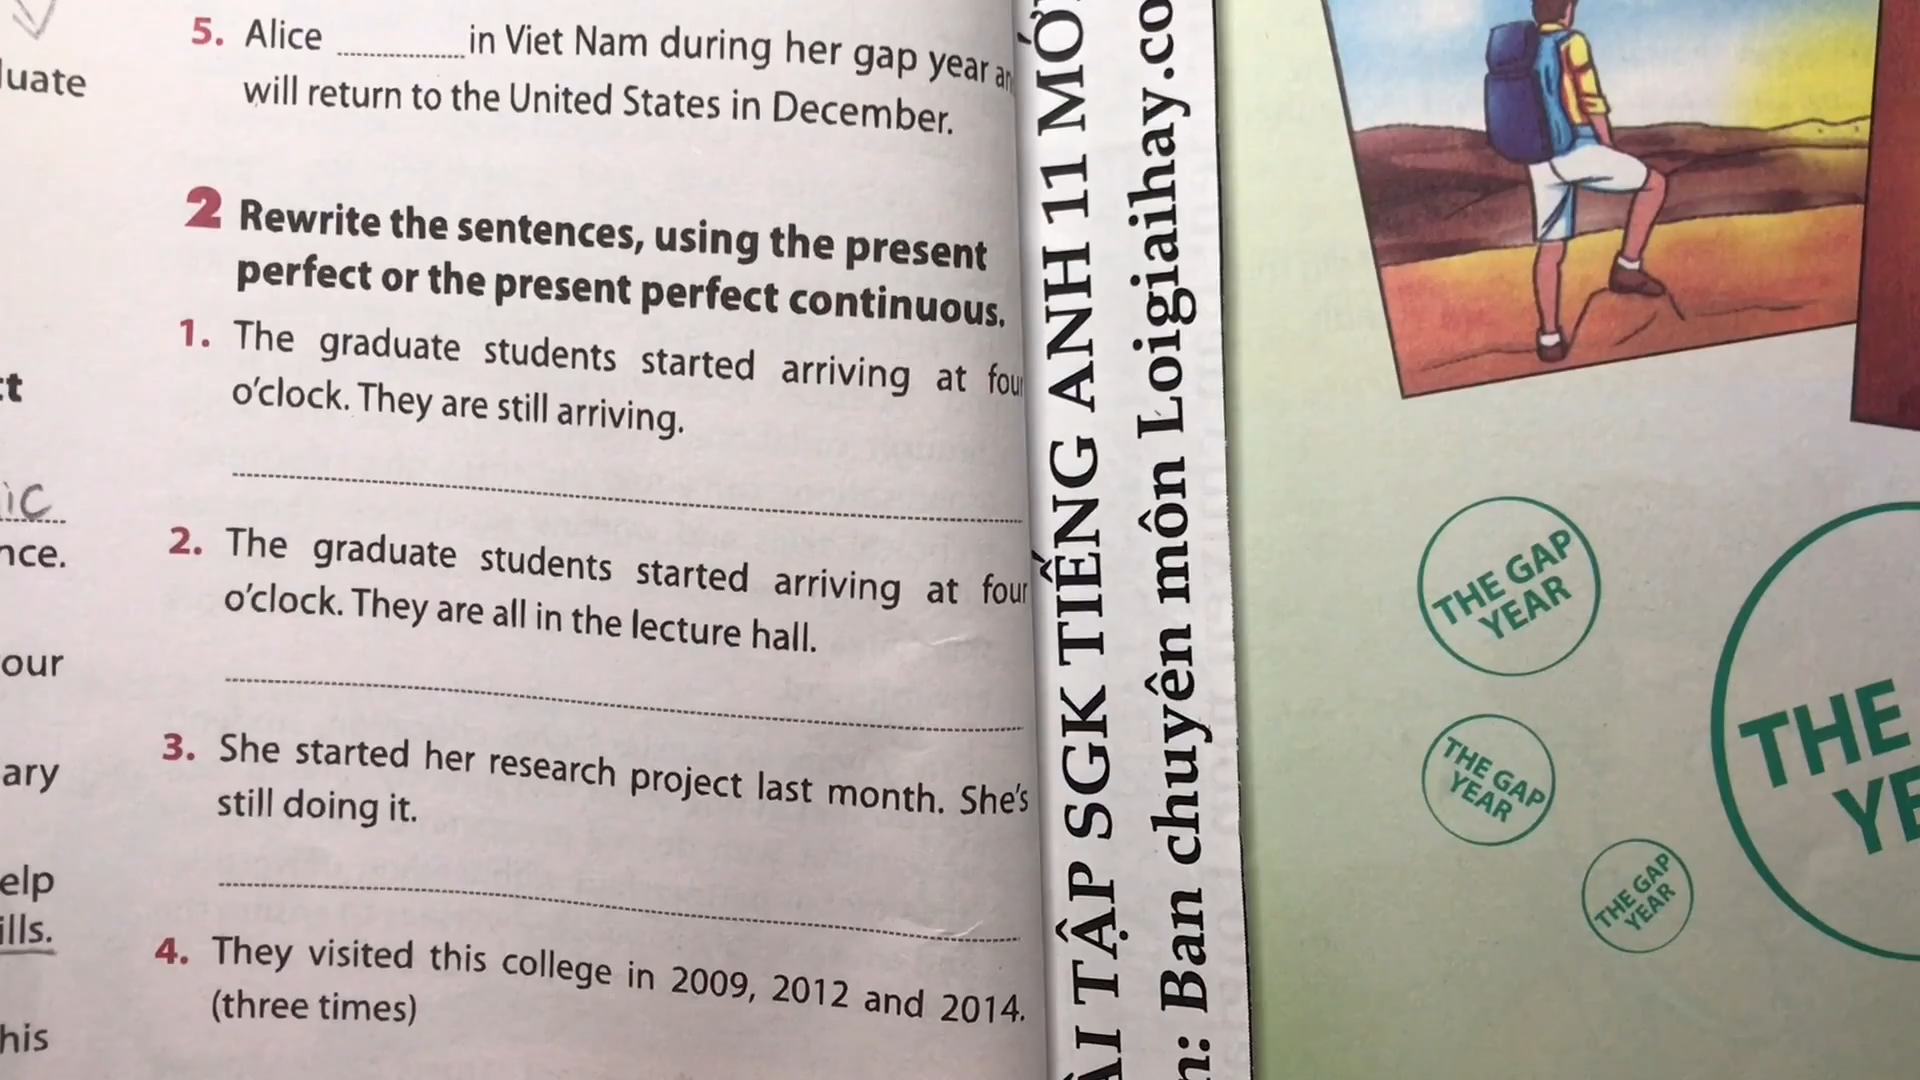 luate
ic
nce.
our
ary
elp
ills.
his
5. Alice ............ in Viet Nam during her gap year
will return to the United States in December.
2 Rewrite the sentences, using the present
perfect or the present perfect continuous.
1. The graduate students started arriving at four
o'clock. They are still arriving.
2. The graduate students started arriving at four
o'clock. They are all in the lecture hall.
3. She started her research project last month. She's
still doing it.
4. They visited this college in 2009, 2012 and 2014.
(three times)
ÀI TẬP SGK TIẾNG ANH 11 MỚI
n: Ban chuyên môn Loigiaihay.co
THE GAP
YEAR
THE GAP
YEAR
THE GAP
YEAR
THE
YE